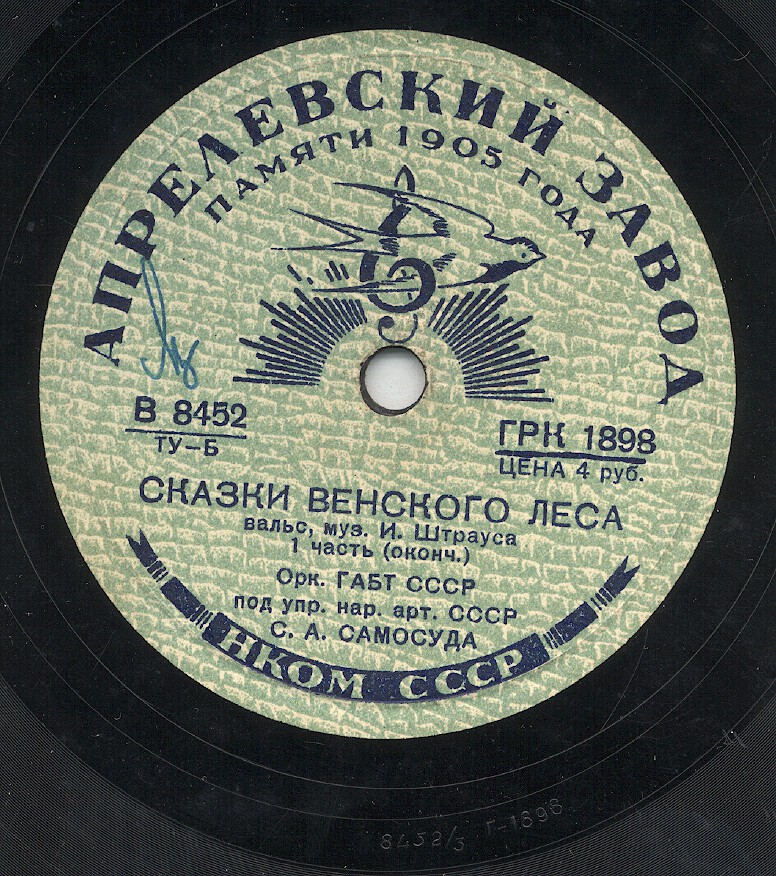 АПРЕЛЕВСКИЙ ЗАВОД
ПАМЯТИ 1905 ГОДА
В 8452
ТУ—Б
ГРК 1898
ЦЕНА 4 руб.
СКАЗКИ ВЕНСКОГО ЛЕСА
вальс, муз. И. Штрауса
1 часть (оконч.)
Орк. ГАБТ СССР
под упр. нар. арт. СССР
С. А. САМОСУДА
НКОМ СССР
8452/3 Г-1898